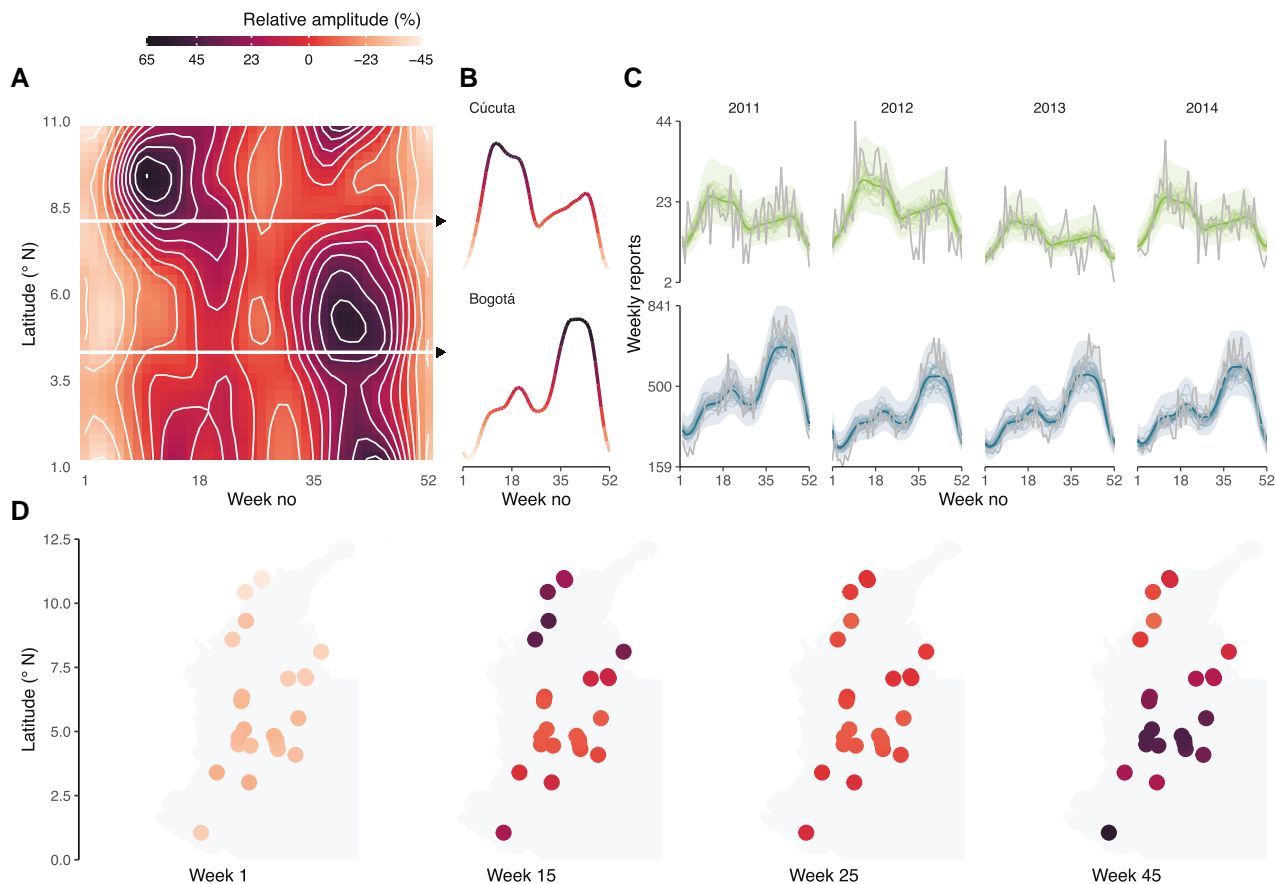 Relative amplitude (%)
65 45 23 0 −23 −45
A
B
C
Cúcuta
Bogotá
2011 2012 2013 2014
11.0
8.5
6.0
3.5
1.0
Latitude (° N)
1 18 35 52
Week no
1 18 35 52
Week no
44
23
2
841
500
159
Weekly reports
1 18 35 52 1 18 35 52 1 18 35 52 1 18 35 52
Week no
D
12.5
10.0
7.5
5.0
2.5
0.0
Latitude (° N)
Week 1 Week 15 Week 25 Week 45